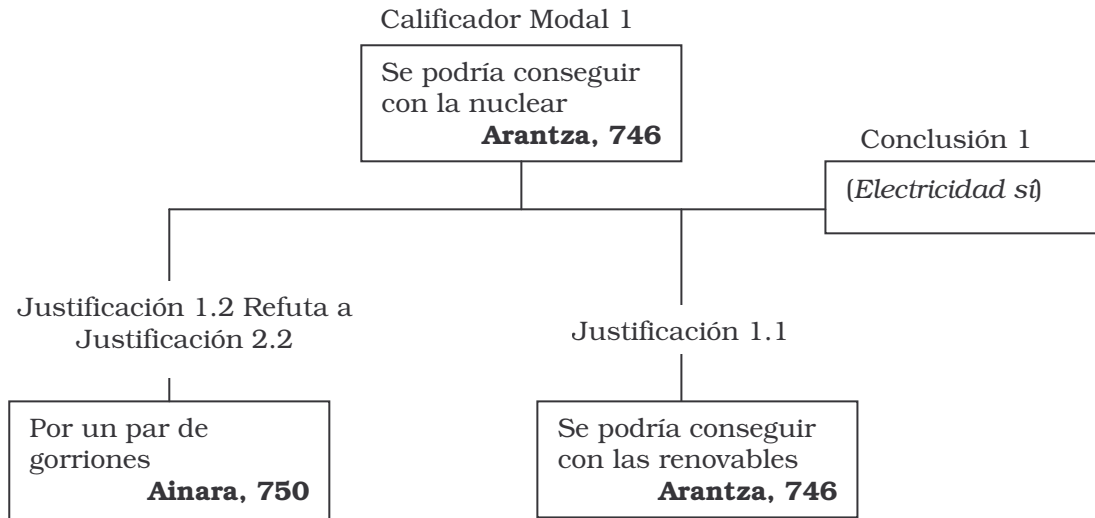 Calificador Modal 1
Se podría conseguir
con la nuclear
Arantza, 746
Conclusión 1
(Electricidad sí)
Justificación 1.2 Refuta a
Justificación 2.2
Por un par de
gorriones
Ainara, 750
Justificación 1.1
Se podría conseguir
con las renovables
Arantza, 746